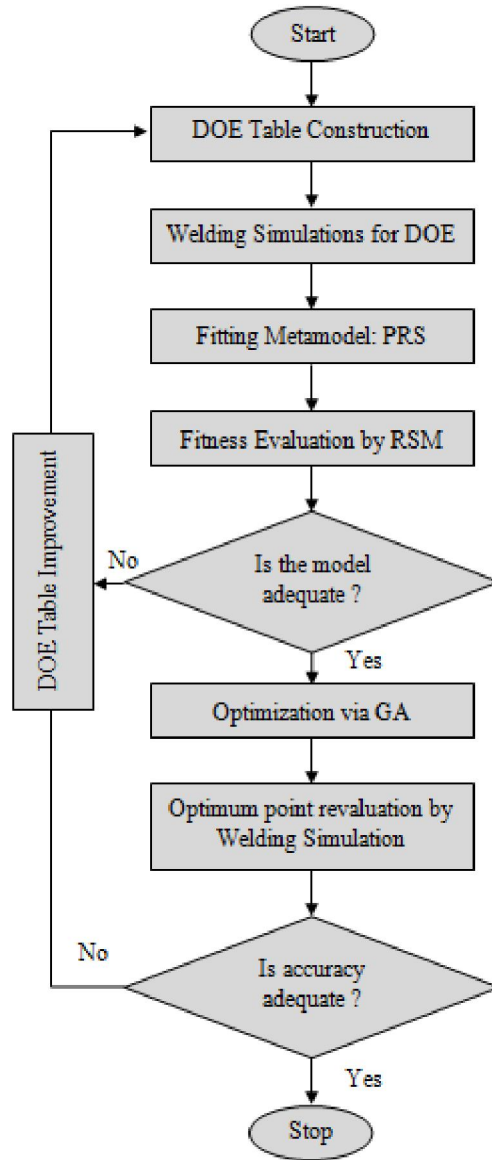 Start
DOE Table Construction
Welding Simulations for DOE
Fitting Metamodel: PRS
Fitness Evaluation by RSM
DOE Table Improvement
No
Is the model
adequate ?
Yes
Optimization via GA
Optimum point revaluation by
Welding Simulation
No
Is accuracy
adequate ?
Yes
Stop